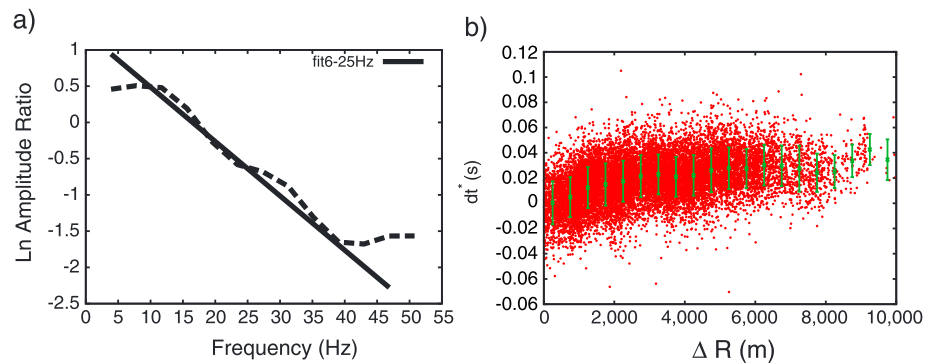 a)
Ln Amplitude Ratio
1
0.5
0
-0.5
-1
-1.5
-2
-2.5
fit6-25Hz
0 5 10 15 20 25 30 35 40 45 50 55
Frequency (Hz)
b)
dt* (s)
0.12
0.1
0.08
0.06
0.04
0.02
0
-0.02
-0.04
-0.06
0 2,000 4,000 6,000 8,000 10,000
Δ R (m)